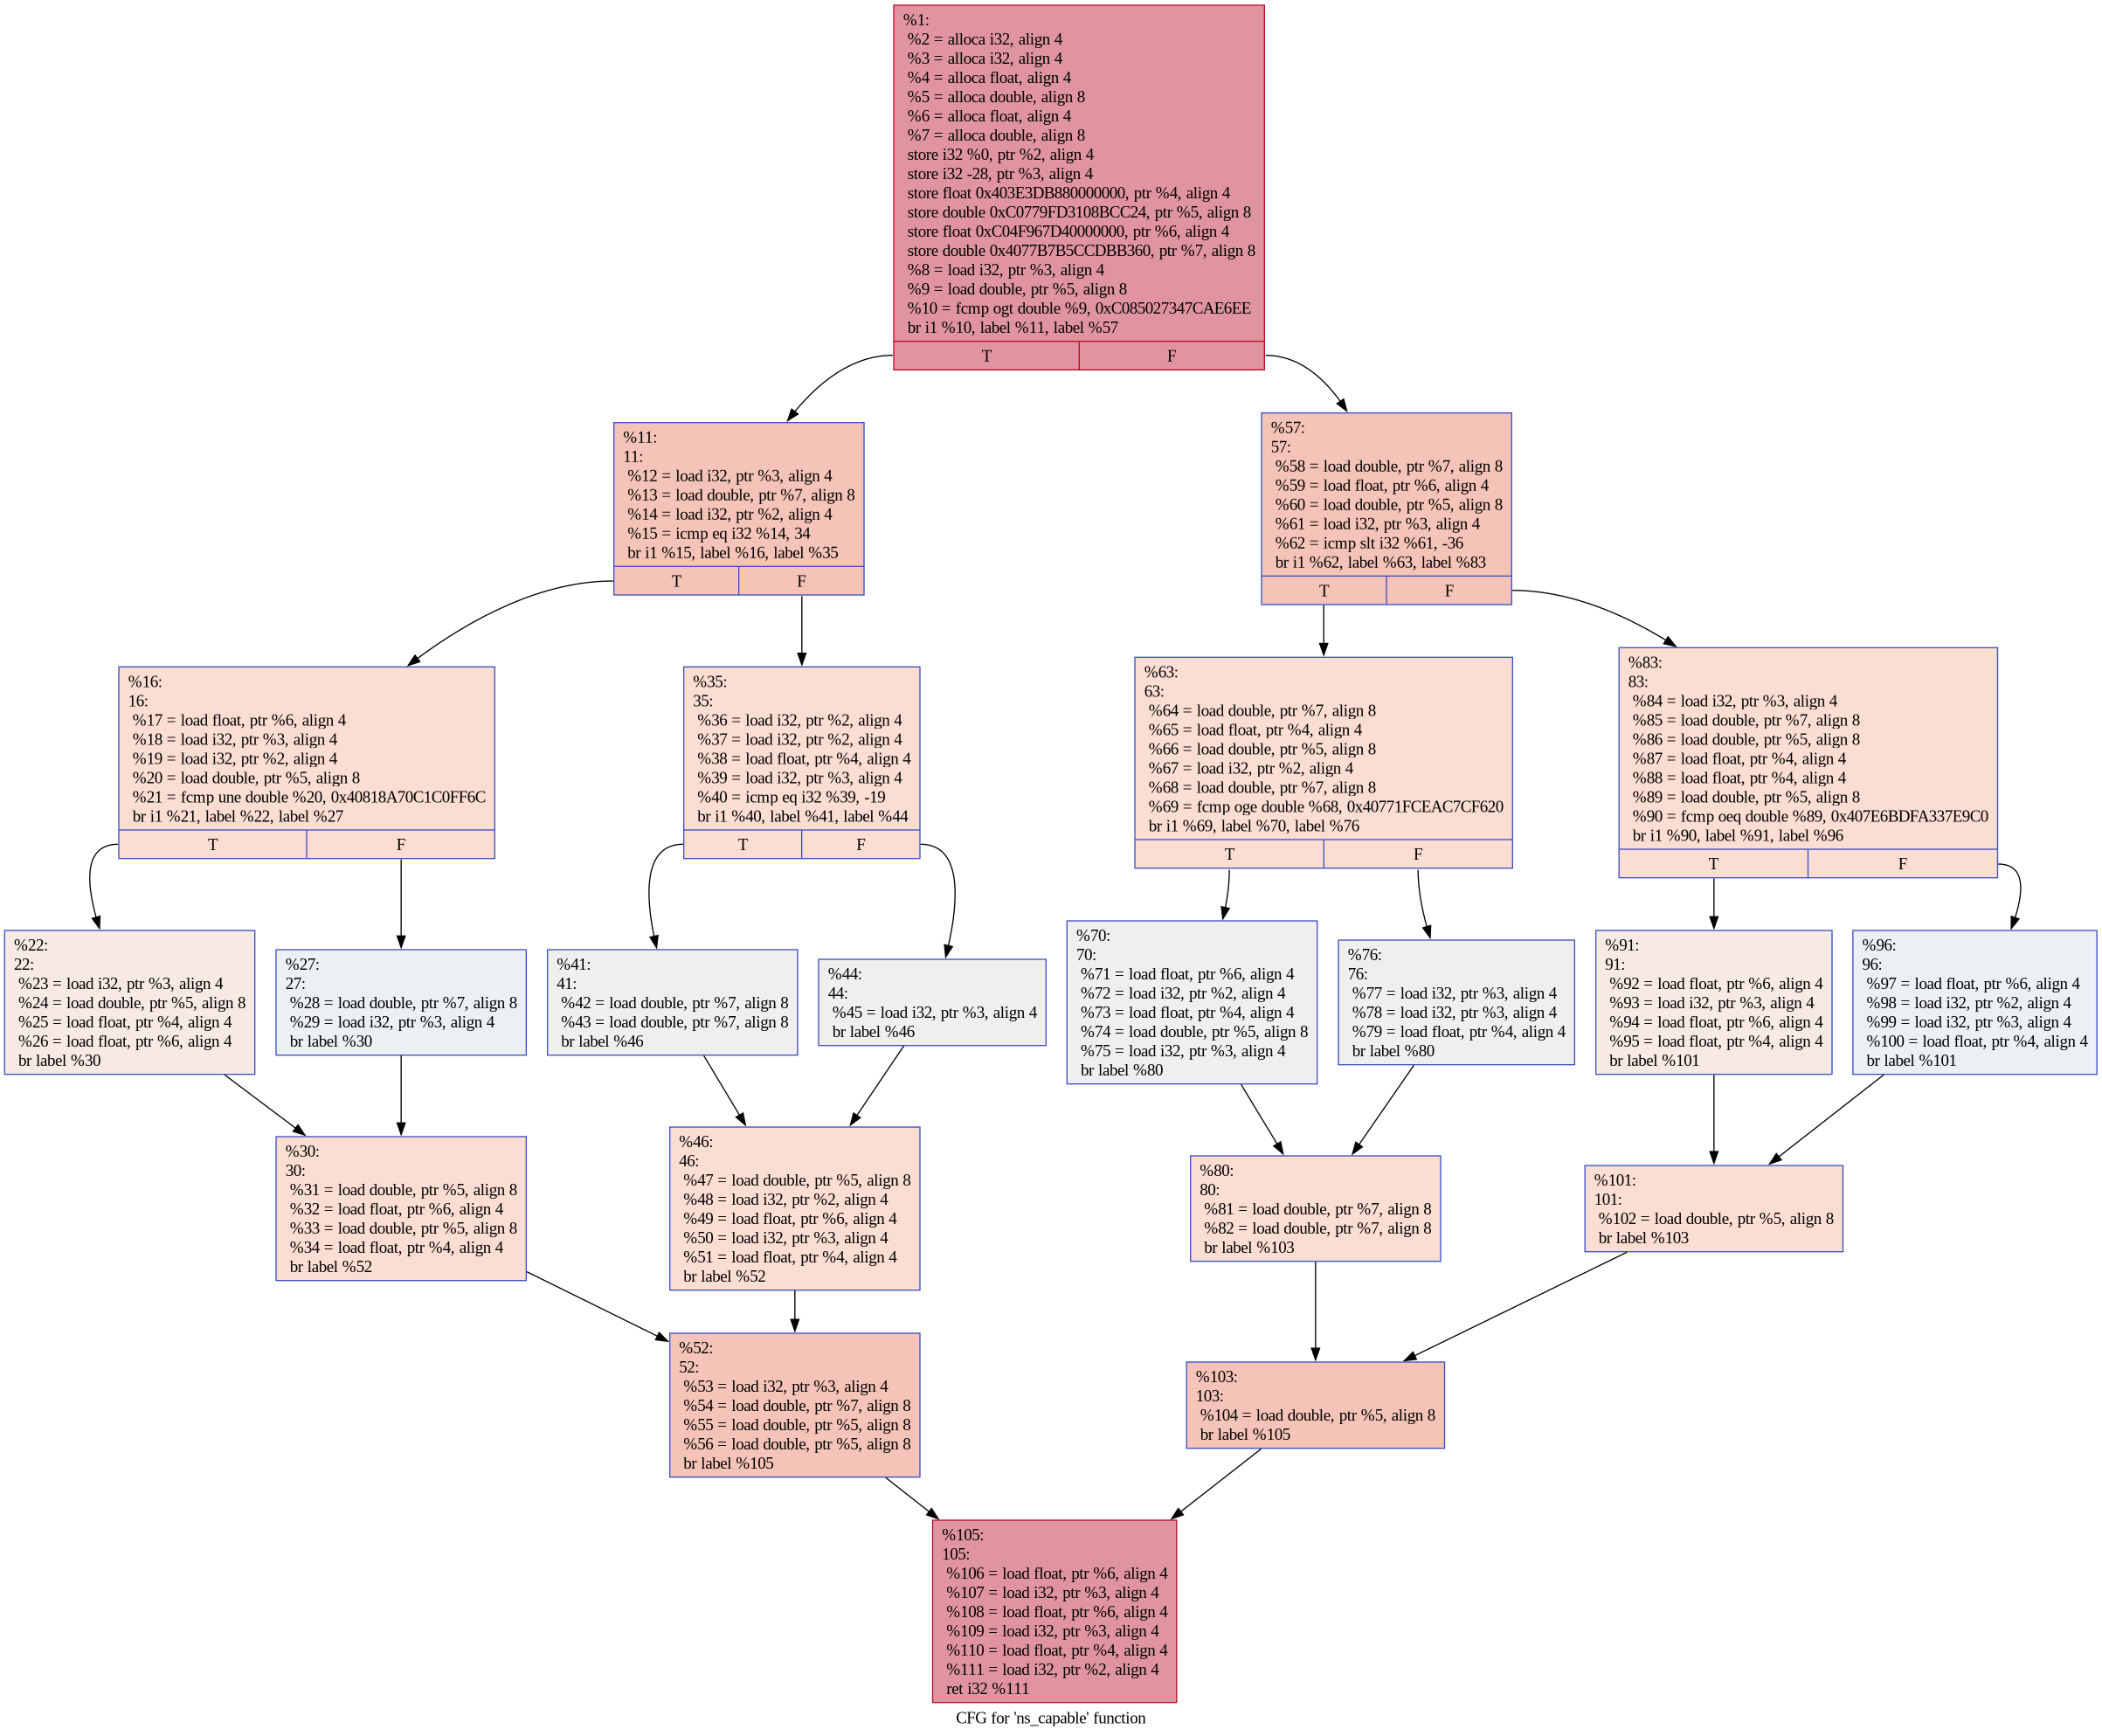 %1:
%2 = alloca i32, align 4
%3 = alloca i32, align 4
%4 = alloca float, align 4
%5 = alloca double, align 8
%6 = alloca float, align 4
%7 = alloca double, align 8
store i32 %0, ptr %2, align 4
store i32 -28, ptr %3, align 4
store float 0x403E3DB880000000, ptr %4, align 4
store double 0xC0779FD3108BCC24, ptr %5, align 8
store float 0xC04F967D40000000, ptr %6, align 4
store double 0x4077B7B5CCDBB360, ptr %7, align 8
%8 = load i32, ptr %3, align 4
%9 = load double, ptr %5, align 8
%10 = fcmp ogt double %9, 0xC085027347CAE6EE
br i1 %10, label %11, label %57
T F
%11:
11:
%12 = load i32, ptr %3, align 4
%13 = load double, ptr %7, align 8
%14 = load i32, ptr %2, align 4
%15 = icmp eq i32 %14, 34
br i1 %15, label %16, label %35
T F
%57:
57:
%58 = load double, ptr %7, align 8
%59 = load float, ptr %6, align 4
%60 = load double, ptr %5, align 8
%61 = load i32, ptr %3, align 4
%62 = icmp slt i32 %61, -36
br i1 %62, label %63, label %83
T F
%16:
16:
%17 = load float, ptr %6, align 4
%18 = load i32, ptr %3, align 4
%19 = load i32, ptr %2, align 4
%20 = load double, ptr %5, align 8
%21 = fcmp une double %20, 0x40818A70C1C0FF6C
br i1 %21, label %22, label %27
T F
%35:
35:
%36 = load i32, ptr %2, align 4
%37 = load i32, ptr %2, align 4
%38 = load float, ptr %4, align 4
%39 = load i32, ptr %3, align 4
%40 = icmp eq i32 %39, -19
br i1 %40, label %41, label %44
T F
%63:
63:
%64 = load double, ptr %7, align 8
%65 = load float, ptr %4, align 4
%66 = load double, ptr %5, align 8
%67 = load i32, ptr %2, align 4
%68 = load double, ptr %7, align 8
%69 = fcmp oge double %68, 0x40771FCEAC7CF620
br i1 %69, label %70, label %76
T F
%83:
83:
%84 = load i32, ptr %3, align 4
%85 = load double, ptr %7, align 8
%86 = load double, ptr %5, align 8
%87 = load float, ptr %4, align 4
%88 = load float, ptr %4, align 4
%89 = load double, ptr %5, align 8
%90 = fcmp oeq double %89, 0x407E6BDFA337E9C0
br i1 %90, label %91, label %96
T F
%22:
22:
%23 = load i32, ptr %3, align 4
%24 = load double, ptr %5, align 8
%25 = load float, ptr %4, align 4
%26 = load float, ptr %6, align 4
br label %30
%27:
27:
%28 = load double, ptr %7, align 8
%29 = load i32, ptr %3, align 4
br label %30
%41:
41:
%42 = load double, ptr %7, align 8
%43 = load double, ptr %7, align 8
br label %46
%44:
44:
%45 = load i32, ptr %3, align 4
br label %46
%70:
70:
%71 = load float, ptr %6, align 4
%72 = load i32, ptr %2, align 4
%73 = load float, ptr %4, align 4
%74 = load double, ptr %5, align 8
%75 = load i32, ptr %3, align 4
br label %80
%76:
76:
%77 = load i32, ptr %3, align 4
%78 = load i32, ptr %3, align 4
%79 = load float, ptr %4, align 4
br label %80
%91:
91:
%92 = load float, ptr %6, align 4
%93 = load i32, ptr %3, align 4
%94 = load float, ptr %6, align 4
%95 = load float, ptr %4, align 4
br label %101
%96:
96:
%97 = load float, ptr %6, align 4
%98 = load i32, ptr %2, align 4
%99 = load i32, ptr %3, align 4
%100 = load float, ptr %4, align 4
br label %101
%30:
30:
%31 = load double, ptr %5, align 8
%32 = load float, ptr %6, align 4
%33 = load double, ptr %5, align 8
%34 = load float, ptr %4, align 4
br label %52
%46:
46:
%47 = load double, ptr %5, align 8
%48 = load i32, ptr %2, align 4
%49 = load float, ptr %6, align 4
%50 = load i32, ptr %3, align 4
%51 = load float, ptr %4, align 4
br label %52
%80:
80:
%81 = load double, ptr %7, align 8
%82 = load double, ptr %7, align 8
br label %103
%101:
101:
%102 = load double, ptr %5, align 8
br label %103
%52:
52:
%53 = load i32, ptr %3, align 4
%54 = load double, ptr %7, align 8
%55 = load double, ptr %5, align 8
%56 = load double, ptr %5, align 8
br label %105
%103:
103:
%104 = load double, ptr %5, align 8
br label %105
%105:
105:
%106 = load float, ptr %6, align 4
%107 = load i32, ptr %3, align 4
%108 = load float, ptr %6, align 4
%109 = load i32, ptr %3, align 4
%110 = load float, ptr %4, align 4
%111 = load i32, ptr %2, align 4
ret i32 %111
CFG for 'ns_capable' function